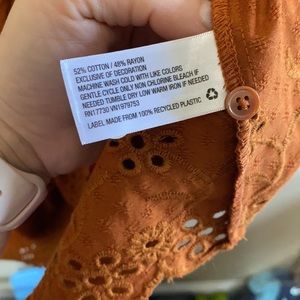 52% COTTON / 48% RAYON
EXCLUSIVE OF DECORATION
MACHINE WASH COLD WITH LIKE COLORS
GENTLE CYCLE ONLY NON CHLORINE BLEACH IF
NEEDED TUMBLE DRY LOW WARM IRON IF NEEDED
RN17730 VN1979753
LABEL MADE FROM 100% RECYCLED PLASTIC